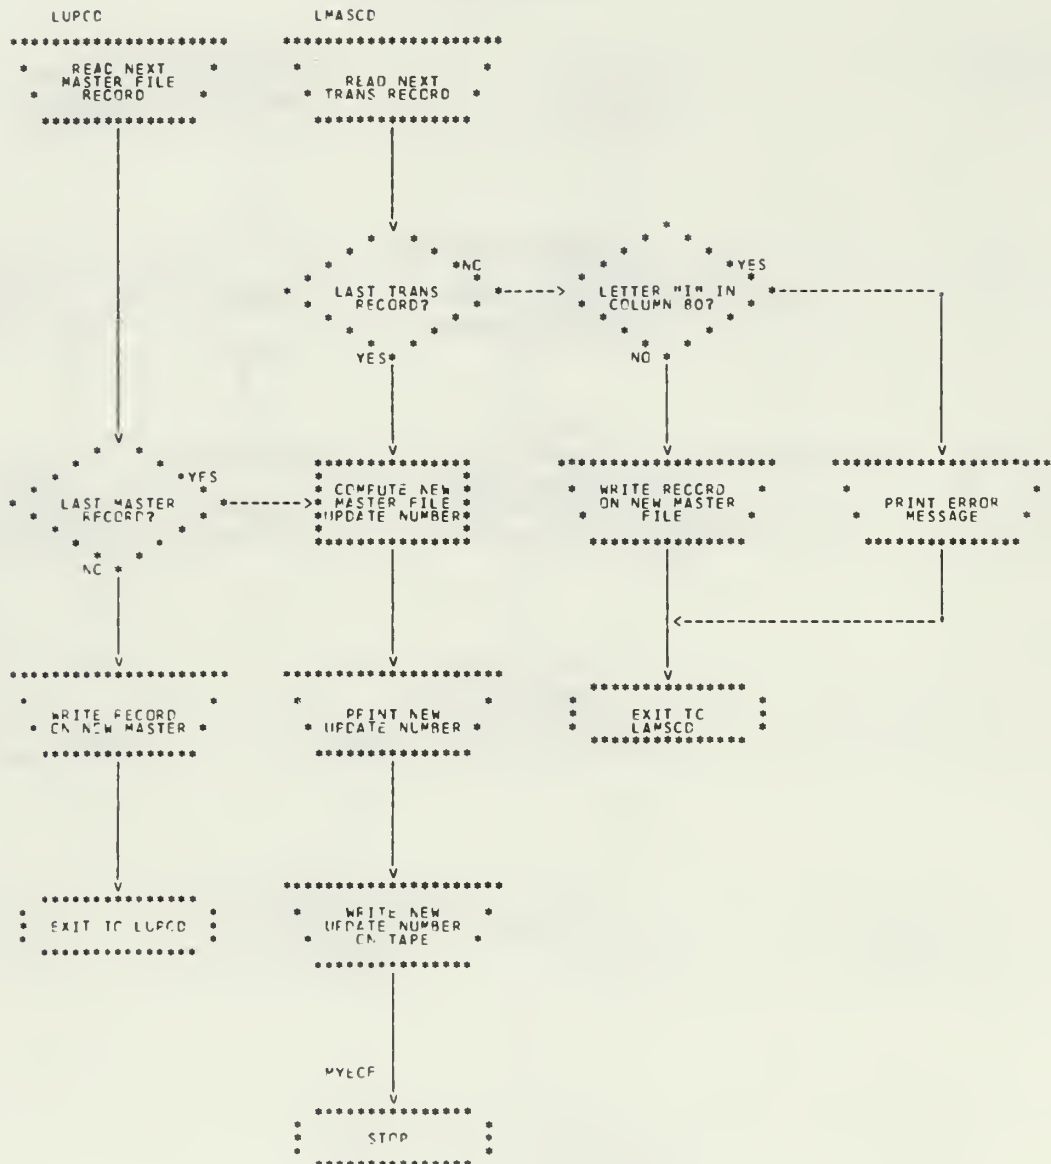 LUPCD
LMASCD
READ NEXT
MASTER FILE
RECORD
READ NEXT
TRANS RECORD
LAST TRANS
RECORD?
NO
YES
LETTER "I" IN
COLUMN 80?
YES
NO
LAST MASTER
RECORD?
YES
NO
COMPUTE NEW
MASTER FILE
UPDATE NUMBER
WRITE RECORD
ON NEW MASTER
FILE
PRINT ERROR
MESSAGE
WRITE RECORD
ON NEW MASTER
PRINT NEW
UPDATE NUMBER
EXIT TO
LAMSCD
EXIT TO LUPCD
WRITE NEW
UPDATE NUMBER
ON TAPE
MYEOF
STOP